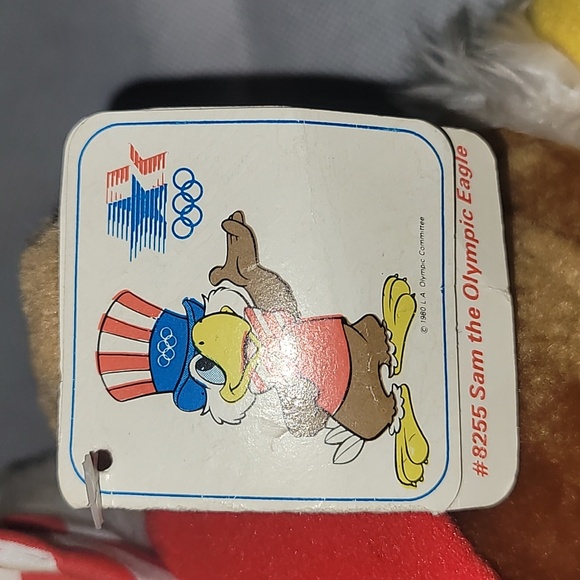 © 1980 L.A. Olympic Committee
#8255 Sam the Olympic Eagle